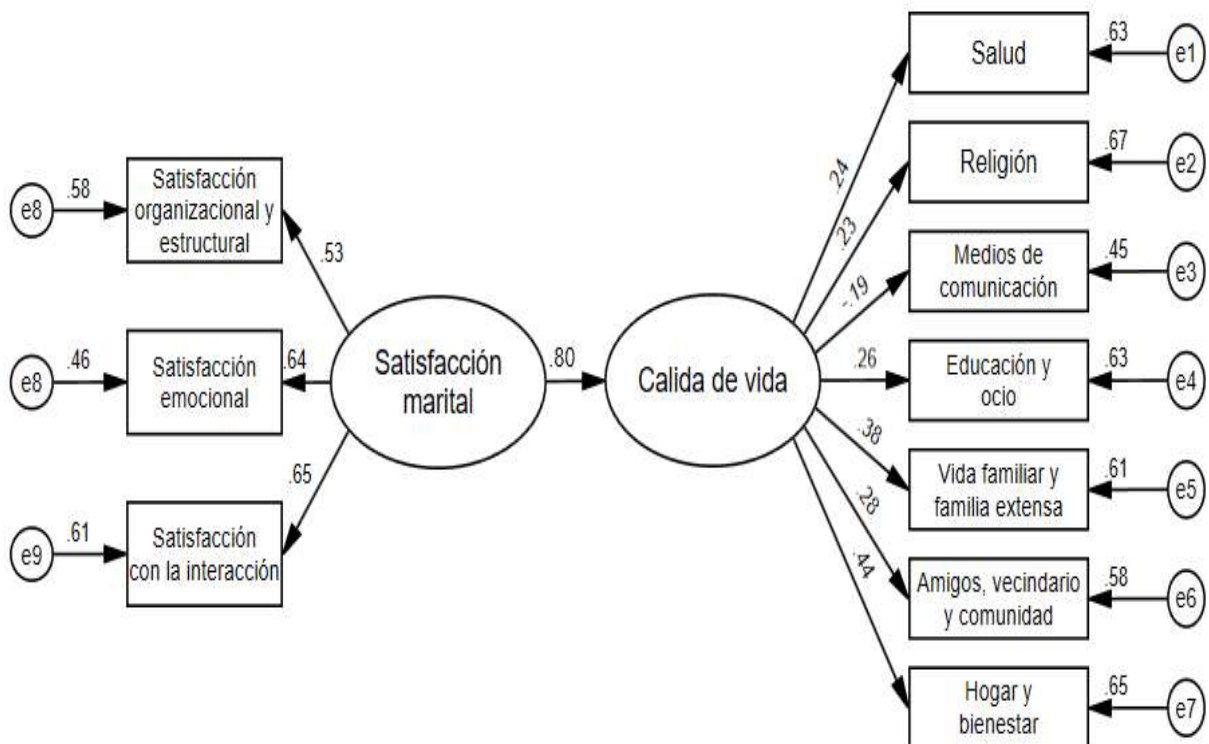 e8
.58
Satisfacción
organizacional y
estructural
.53
e8
.46
Satisfacción
emocional
.64
e9
.61
Satisfacción
con la interacción
.65
Satisfacción
marital
.80
Calida de vida
.24
Salud
.63
e1
.23
Religión
.67
e2
-.19
Medios de
comunicación
.45
e3
.26
Educación y
ocio
.63
e4
.38
Vida familiar y
familia extensa
.61
e5
.28
Amigos, vecindario
y comunidad
.58
e6
.44
Hogar y
bienestar
.65
e7